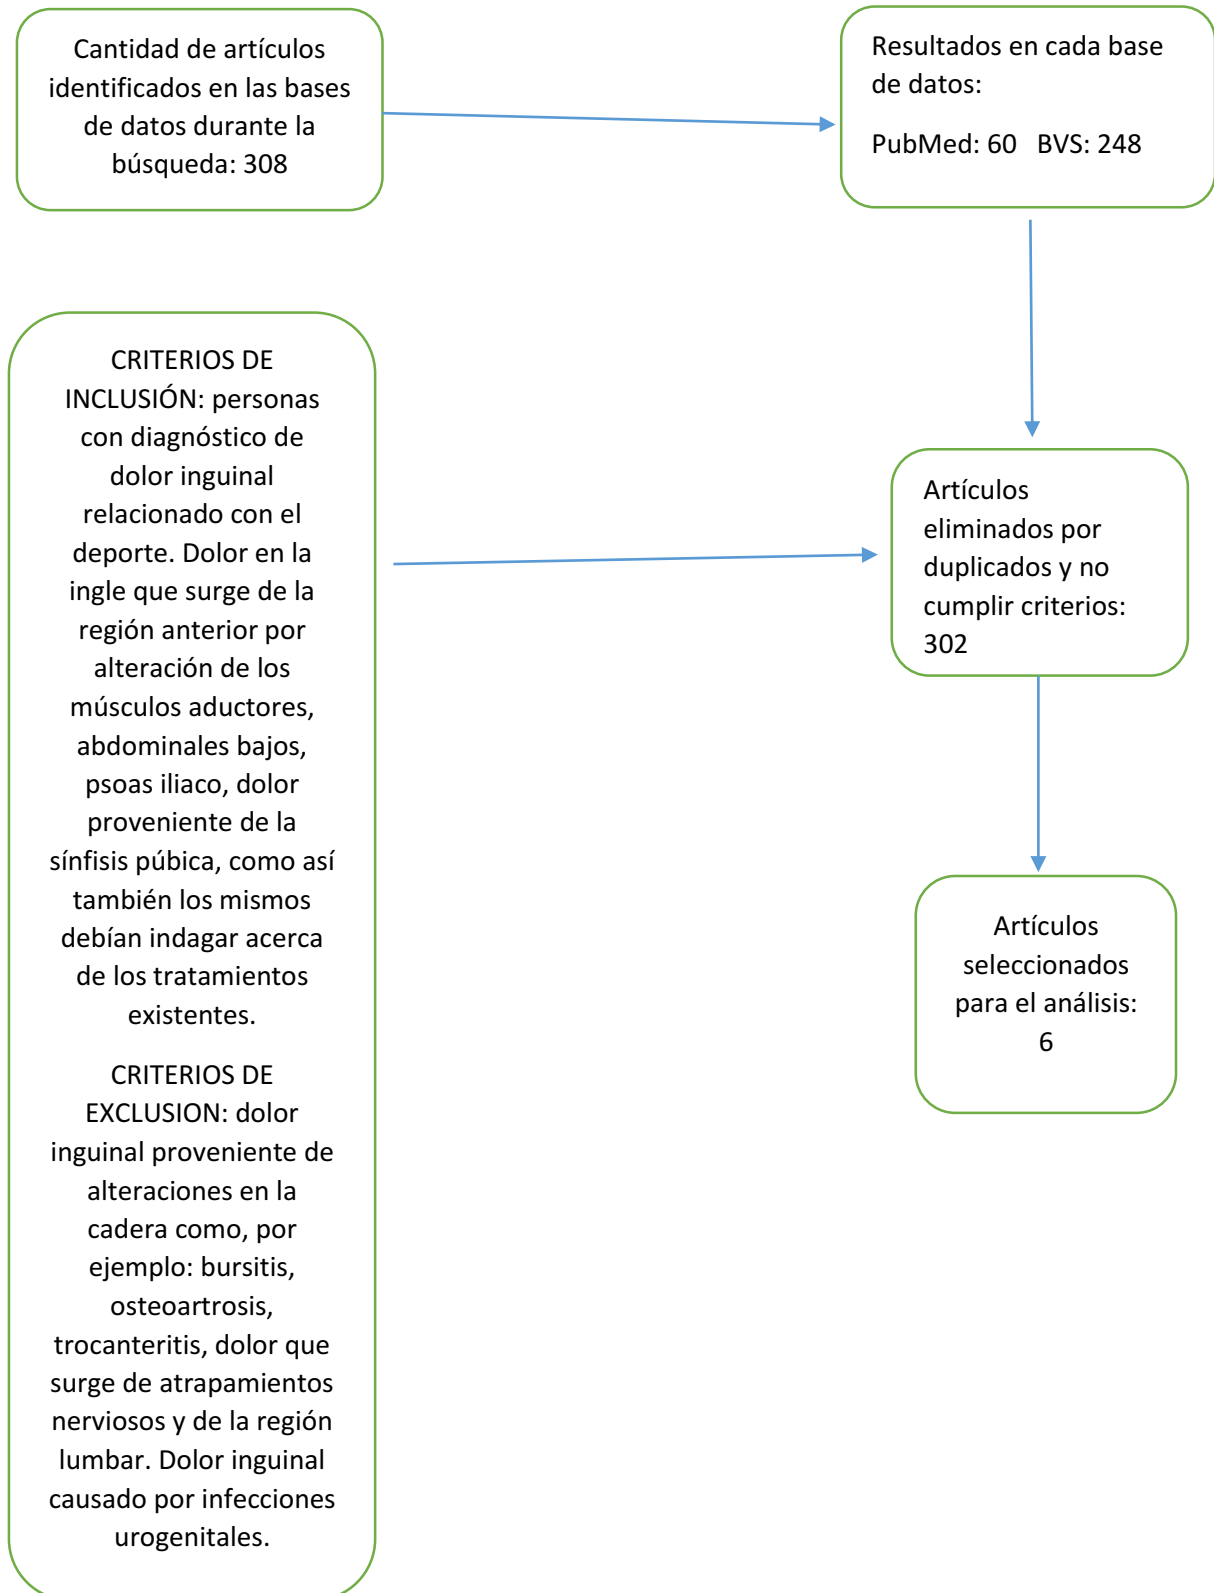 Cantidad de artículos
identificados en las bases
de datos durante la
búsqueda: 308
Resultados en cada base
de datos:
PubMed: 60   BVS: 248
CRITERIOS DE
INCLUSIÓN: personas
con diagnóstico de
dolor inguinal
relacionado con el
deporte. Dolor en la
ingle que surge de la
región anterior por
alteración de los
músculos aductores,
abdominales bajos,
psoas iliaco, dolor
proveniente de la
sínfisis púbica, como así
también los mismos
debían indagar acerca
de los tratamientos
existentes.
CRITERIOS DE
EXCLUSION: dolor
inguinal proveniente de
alteraciones en la
cadera como, por
ejemplo: bursitis,
osteoartrosis,
trocanteritis, dolor que
surge de atrapamientos
nerviosos y de la región
lumbar. Dolor inguinal
causado por infecciones
urogenitales.
Artículos
eliminados por
duplicados y no
cumplir criterios:
302
Artículos
seleccionados
para el análisis:
6